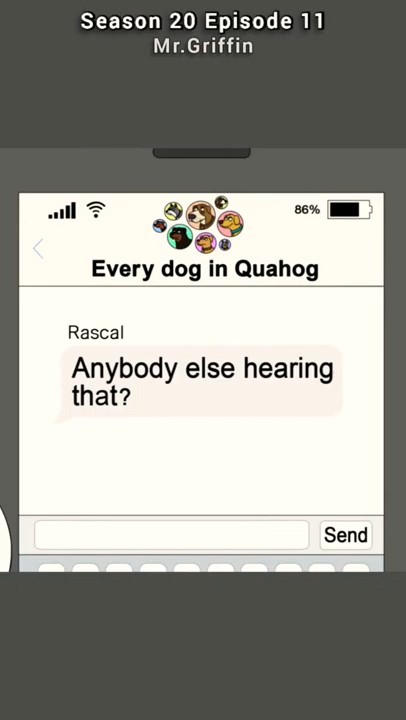 Season 20 Episode 11
Mr.Griffin
86%
Every dog in Quahog
Rascal
Anybody else hearing
that?
Send